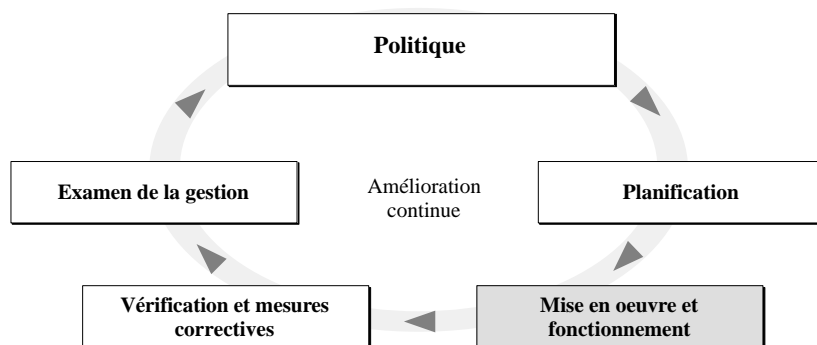 Politique
Examen de la gestion
Amélioration
continue
Planification
Vérification et mesures
correctives
Mise en oeuvre et
fonctionnement